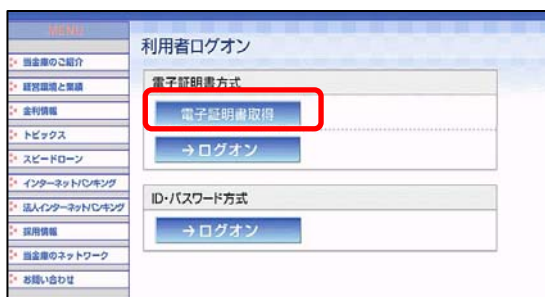 MENU
当金庫のご紹介
経営環境と業績
金利情報
トピックス
スピードローン
インターネットバンキング
法人インターネットバンキング
採用情報
当金庫のネットワーク
お問い合わせ
利用者ログオン
電子証明書方式
電子証明書取得
→ログオン
ID・パスワード方式
→ログオン